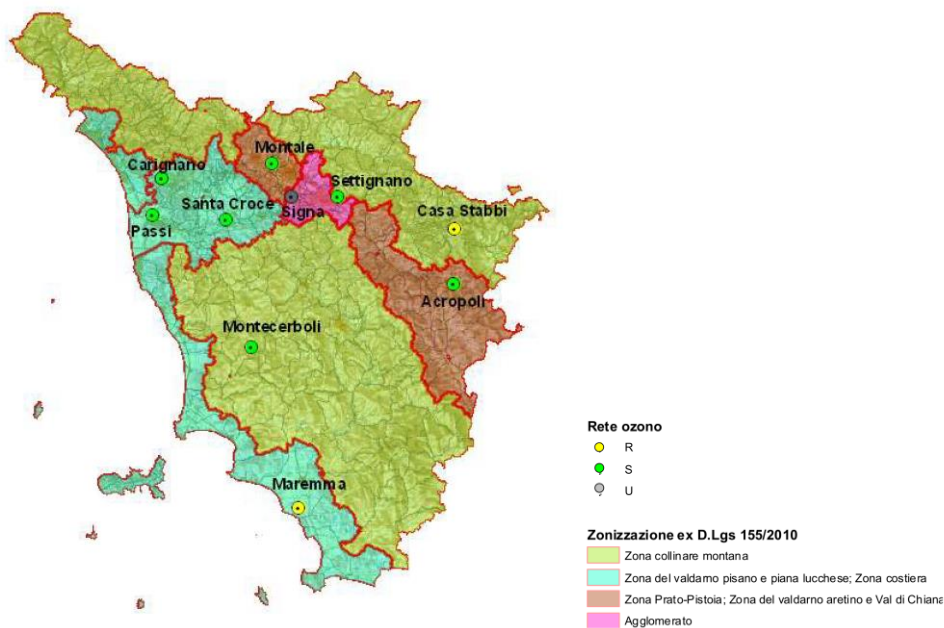 Montale
Carignano
Settignano
Santa Croce
Signa
Casa Stabbi
Passi
Acropoli
Montecerboli
Maremma
Rete ozono
R
S
U
Zonizzazione ex D.Lgs 155/2010
Zona collinare montana
Zona del valdarno pisano e piana lucchese; Zona costiera
Zona Prato-Pistoia; Zona del valdarno aretino e Val di Chiana
Agglomerato